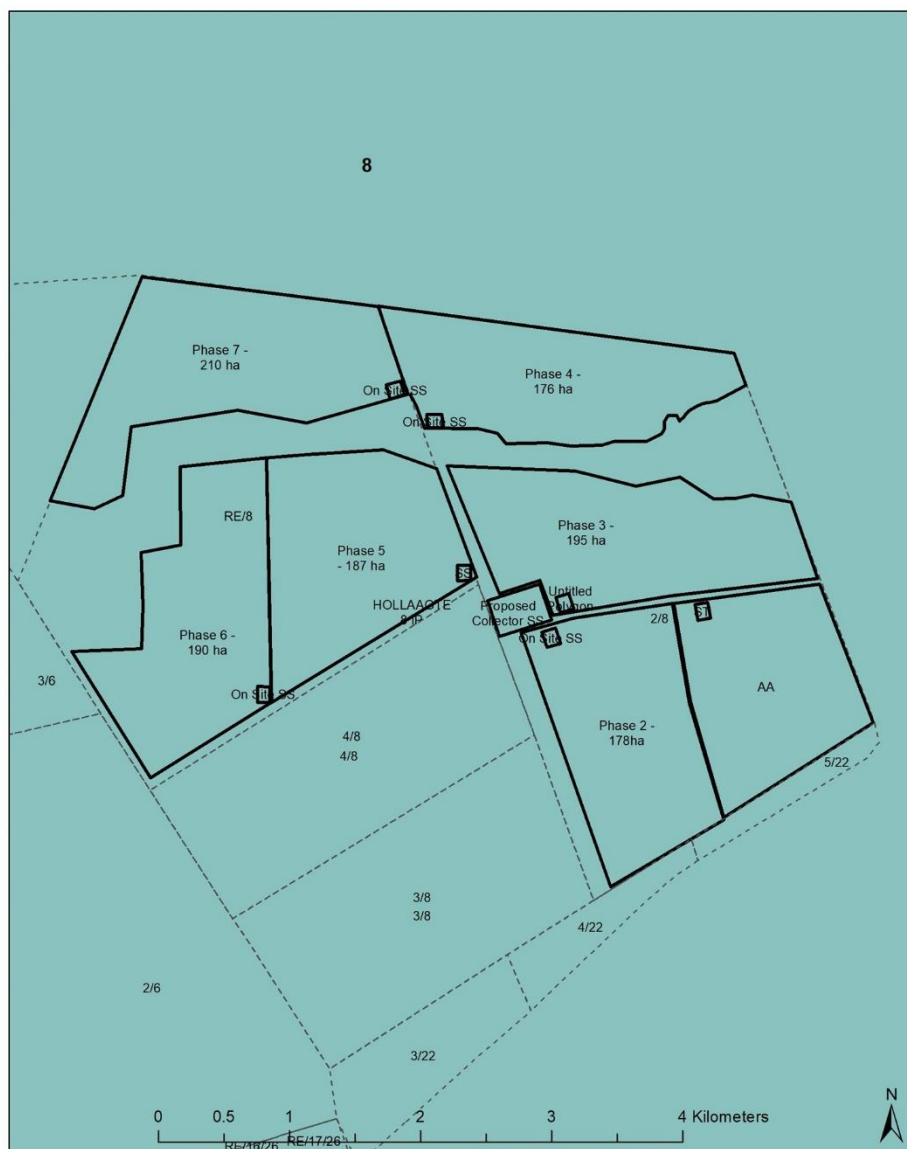 8
Phase 7 -
210 ha
Phase 4 -
176 ha
On Site SS
On Site SS
RE/8
Phase 5
- 187 ha
Phase 3 -
195 ha
SS
HOLLAAGTE
8 IP
Proposed
Collector SS
Untitled
Polygon
On Site SS
2/8
ST
Phase 6 -
190 ha
3/6
On Site SS
AA
Phase 2 -
178ha
4/8
4/8
5/22
3/8
3/8
4/22
2/6
3/22
0 0.5 1 2 3 4 Kilometers
N
RE/16/26
RE/17/26